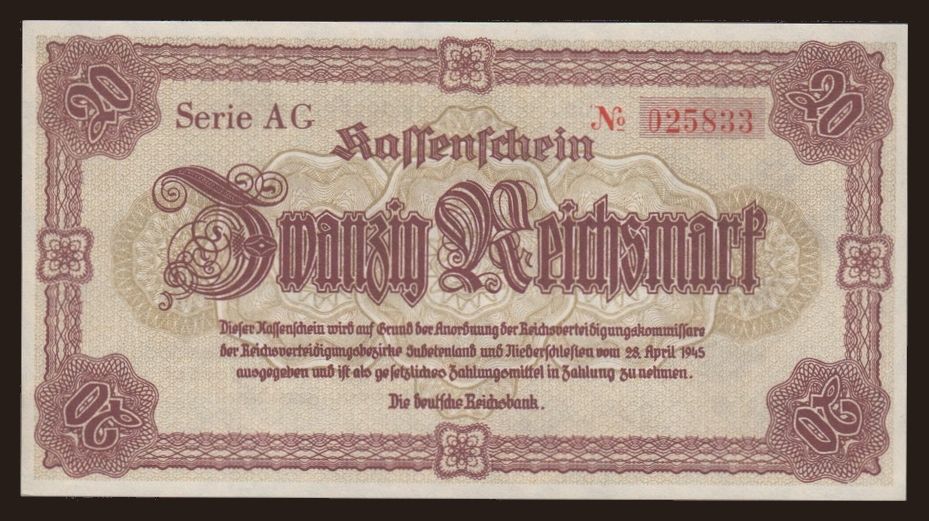 20 20
Serie AG № 025833
Kassenschein
Zwanzig Reichsmark
Dieser Kassenschein wird auf Grund der Anordnung der Reichsverteidigungskommissare
der Reichsverteidigungsbezirke Sudetenland und Niederschlesien vom 28. April 1945
ausgegeben und ist als gesetzliches Zahlungsmittel in Zahlung zu nehmen.
Die Deutsche Reichsbank.
20 20